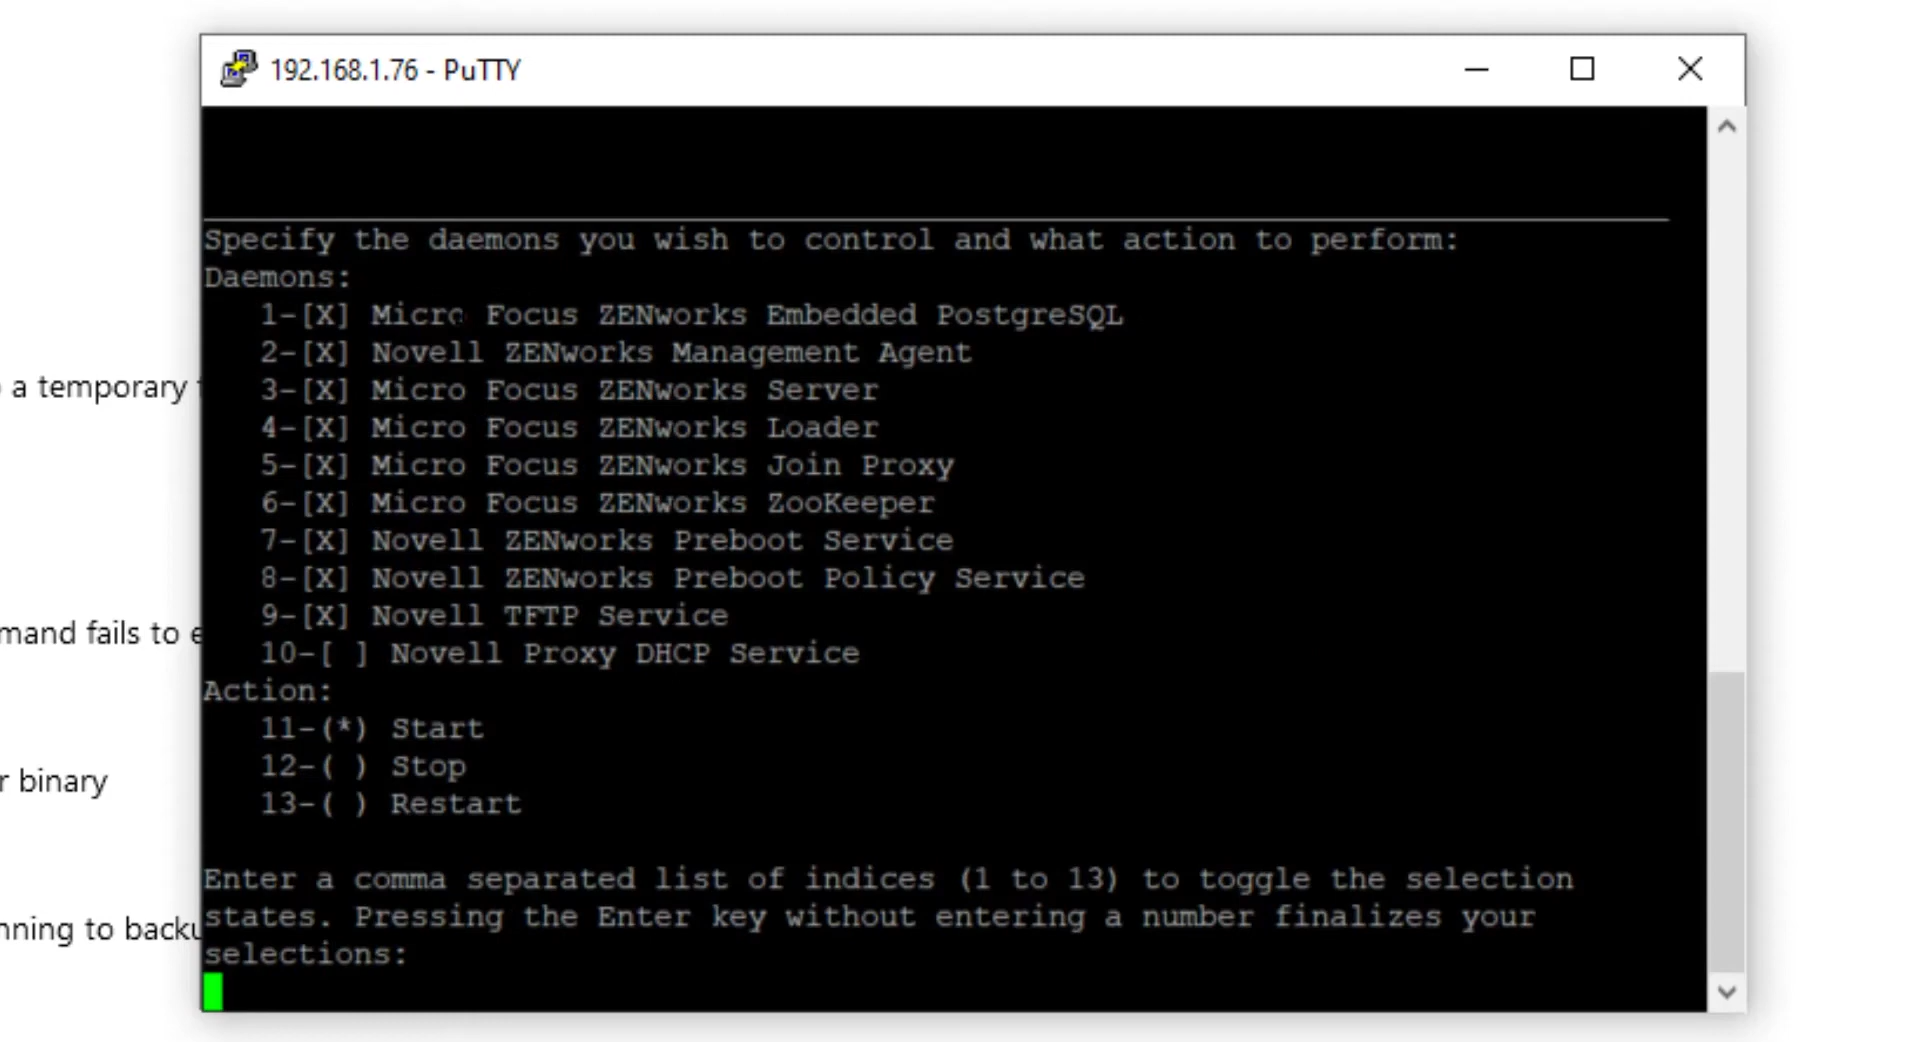 192.168.1.76 - PuTTY
Specify the daemons you wish to control and what action to perform:
Daemons:
1-[X] Micro Focus ZENworks Embedded PostgreSQL
2-[X] Novell ZENworks Management Agent
3-[X] Micro Focus ZENworks Server
4-[X] Micro Focus ZENworks Loader
5-[X] Micro Focus ZENworks Join Proxy
6-[X] Micro Focus ZENworks ZooKeeper
7-[X] Novell ZENworks Preboot Service
8-[X] Novell ZENworks Preboot Policy Service
9-[X] Novell TFTP Service
10-[ ] Novell Proxy DHCP Service
Action:
11-(*) Start
12-( ) Stop
13-( ) Restart
Enter a comma separated list of indices (1 to 13) to toggle the selection
states. Pressing the Enter key without entering a number finalizes your
selections:
a temporary
fails to
binary
to